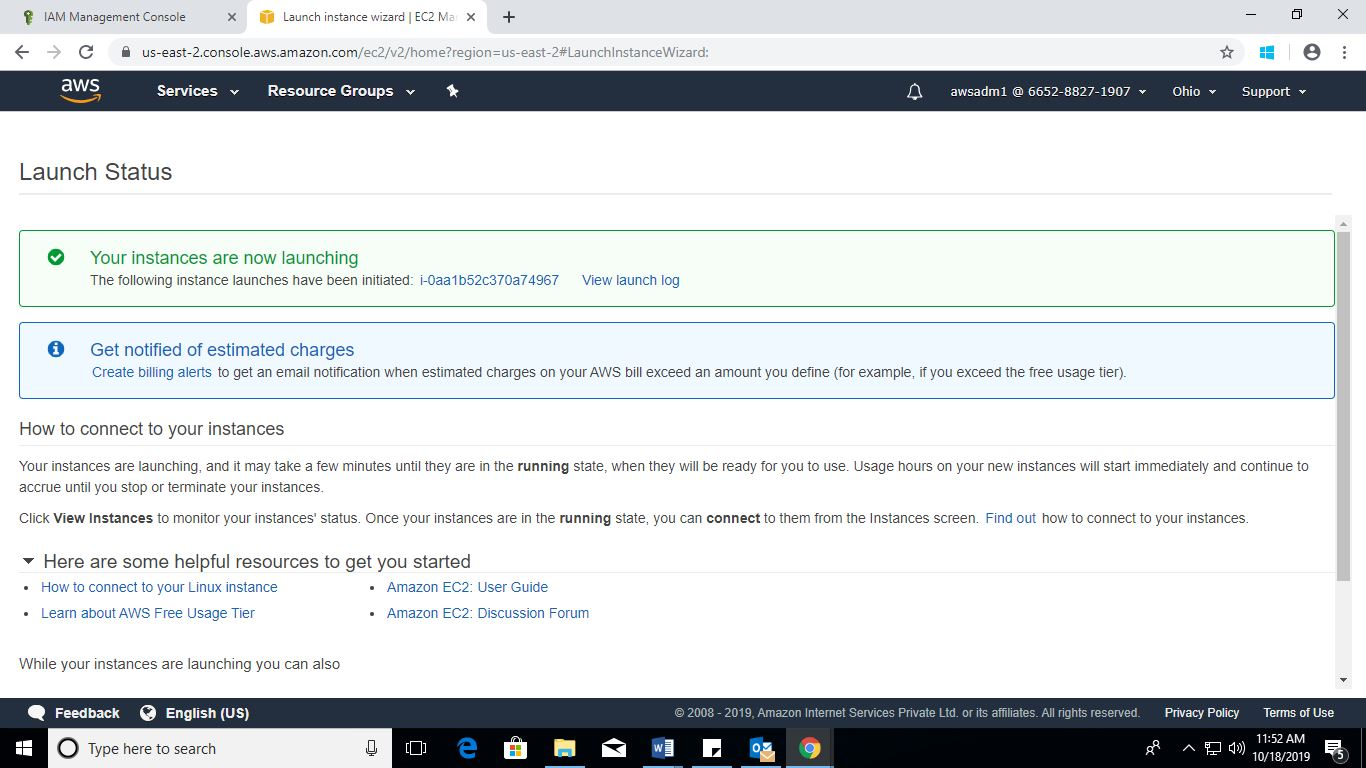 IAM Management Console
Launch instance wizard | EC2 Ma
us-east-2.console.aws.amazon.com/ec2/v2/home?region=us-east-2#LaunchInstanceWizard:
aws
Services
Resource Groups
awsadm1 @ 6652-8827-1907
Ohio
Support
Launch Status
Your instances are now launching
The following instance launches have been initiated: i-0aa1b52c370a74967 View launch log
Get notified of estimated charges
Create billing alerts to get an email notification when estimated charges on your AWS bill exceed an amount you define (for example, if you exceed the free usage tier).
How to connect to your instances
Your instances are launching, and it may take a few minutes until they are in the running state, when they will be ready for you to use. Usage hours on your new instances will start immediately and continue to
accrue until you stop or terminate your instances.
Click View Instances to monitor your instances' status. Once your instances are in the running state, you can connect to them from the Instances screen. Find out how to connect to your instances.
Here are some helpful resources to get you started
• How to connect to your Linux instance
• Amazon EC2: User Guide
• Learn about AWS Free Usage Tier
• Amazon EC2: Discussion Forum
While your instances are launching you can also
Feedback
English (US)
© 2008 - 2019, Amazon Internet Services Private Ltd. or its affiliates. All rights reserved.
Privacy Policy
Terms of Use
Type here to search
11:52 AM
10/18/2019
5